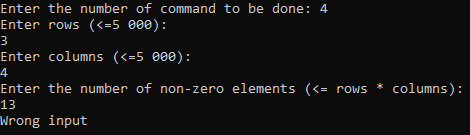 Enter the number of command to be done: 4
Enter rows (<=5 000):
3
Enter columns (<=5 000):
4
Enter the number of non-zero elements (<= rows * columns):
13
Wrong input